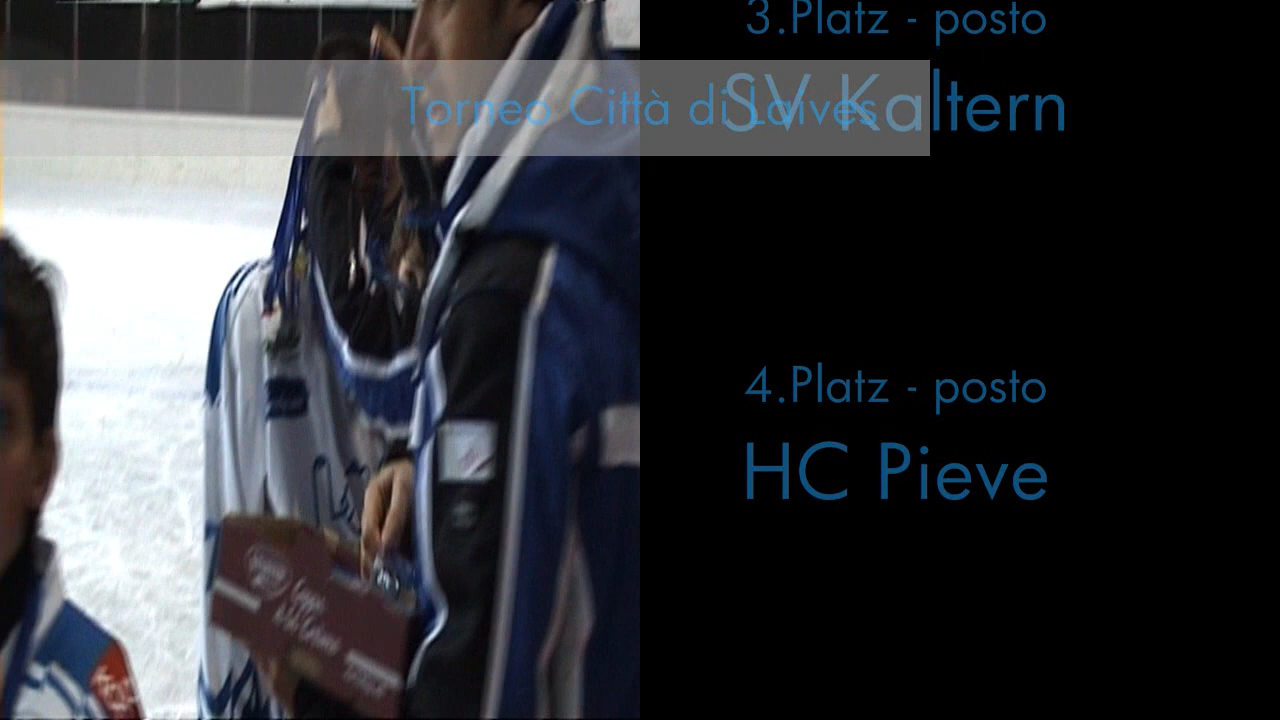 3.Platz - posto
SV Kaltern
Torneo Città di Laives
4.Platz - posto
HC Pieve